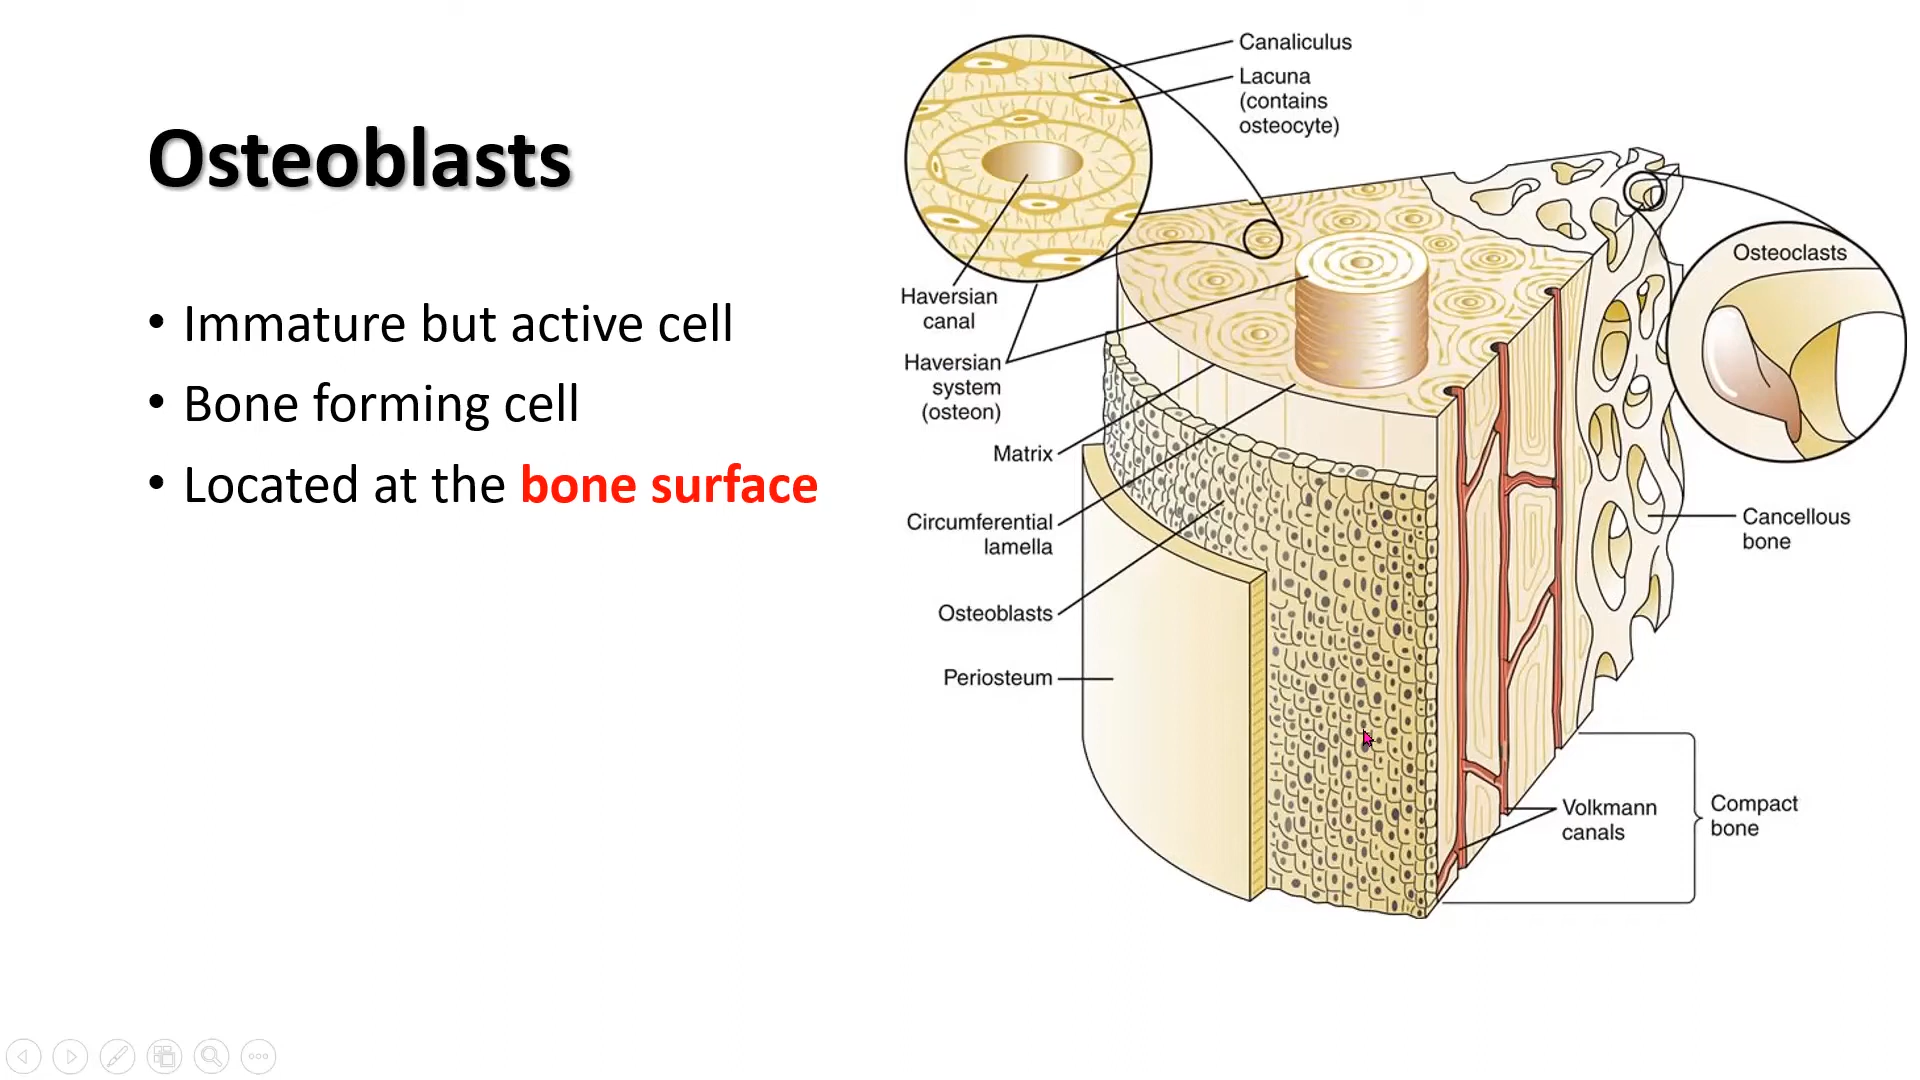 Osteoblasts
• Immature but active cell
• Bone forming cell
• Located at the bone surface
Canaliculus
Lacuna
(contains
osteocyte)
Haversian
canal
Haversian
system
(osteon)
Matrix
Circumferential
lamella
Osteoblasts
Periosteum
Osteoclasts
Cancellous
bone
Volkmann
canals
Compact
bone